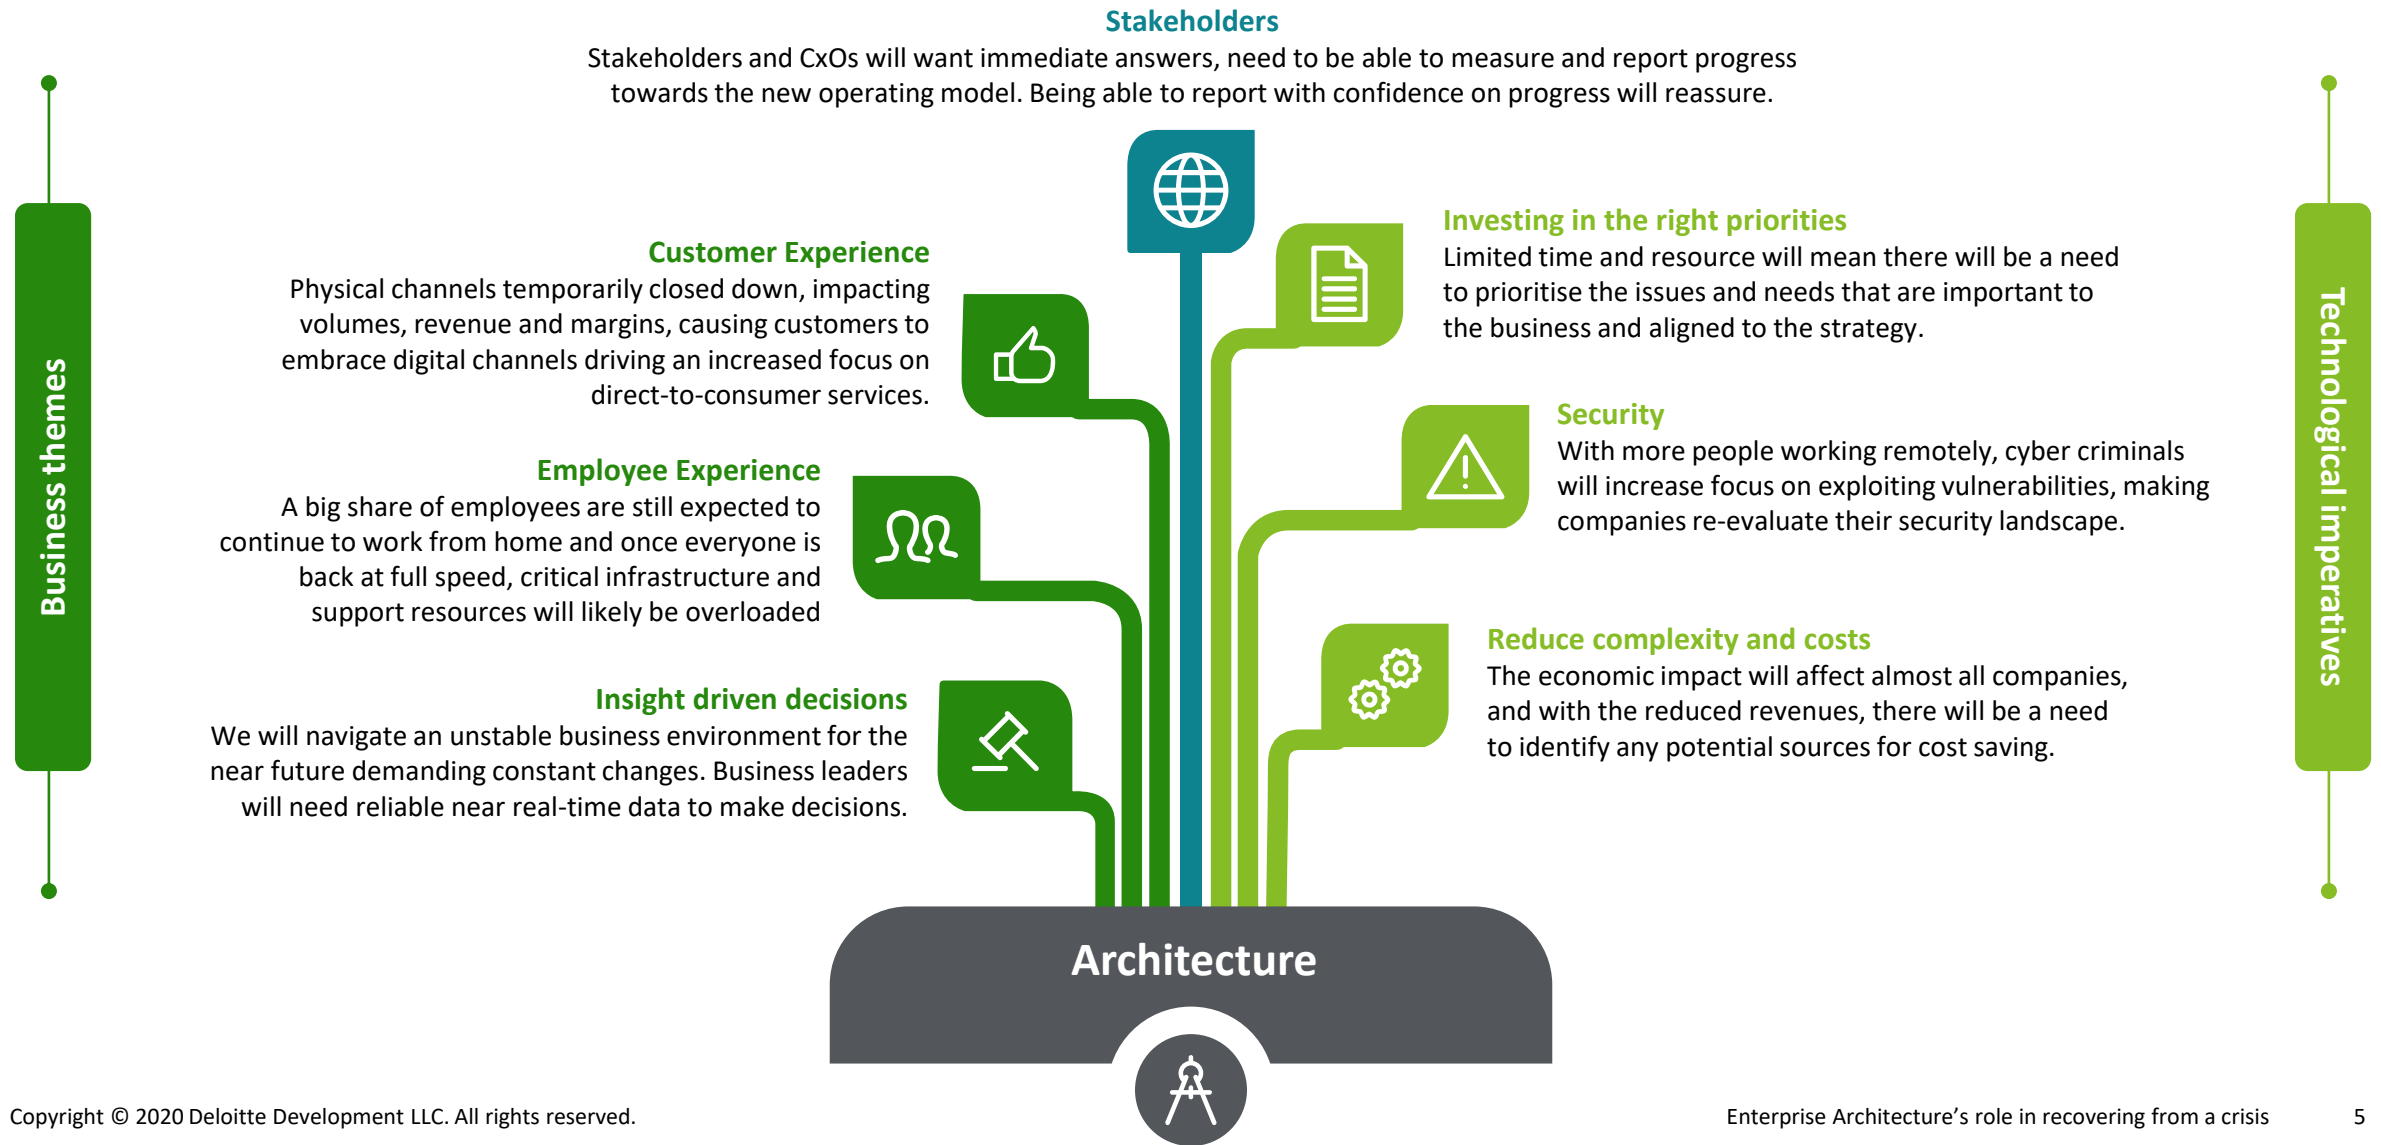 Stakeholders
Stakeholders and CxOs will want immediate answers, need to be able to measure and report progress
towards the new operating model. Being able to report with confidence on progress will reassure.
Business themes
Customer Experience
Physical channels temporarily closed down, impacting
volumes, revenue and margins, causing customers to
embrace digital channels driving an increased focus on
direct-to-consumer services.
Employee Experience
A big share of employees are still expected to
continue to work from home and once everyone is
back at full speed, critical infrastructure and
support resources will likely be overloaded
Insight driven decisions
We will navigate an unstable business environment for the
near future demanding constant changes. Business leaders
will need reliable near real-time data to make decisions.
Investing in the right priorities
Limited time and resource will mean there will be a need
to prioritise the issues and needs that are important to
the business and aligned to the strategy.
Security
With more people working remotely, cyber criminals
will increase focus on exploiting vulnerabilities, making
companies re-evaluate their security landscape.
Reduce complexity and costs
The economic impact will affect almost all companies,
and with the reduced revenues, there will be a need
to identify any potential sources for cost saving.
Technological imperatives
Architecture
Copyright © 2020 Deloitte Development LLC. All rights reserved.
Enterprise Architecture’s role in recovering from a crisis
5